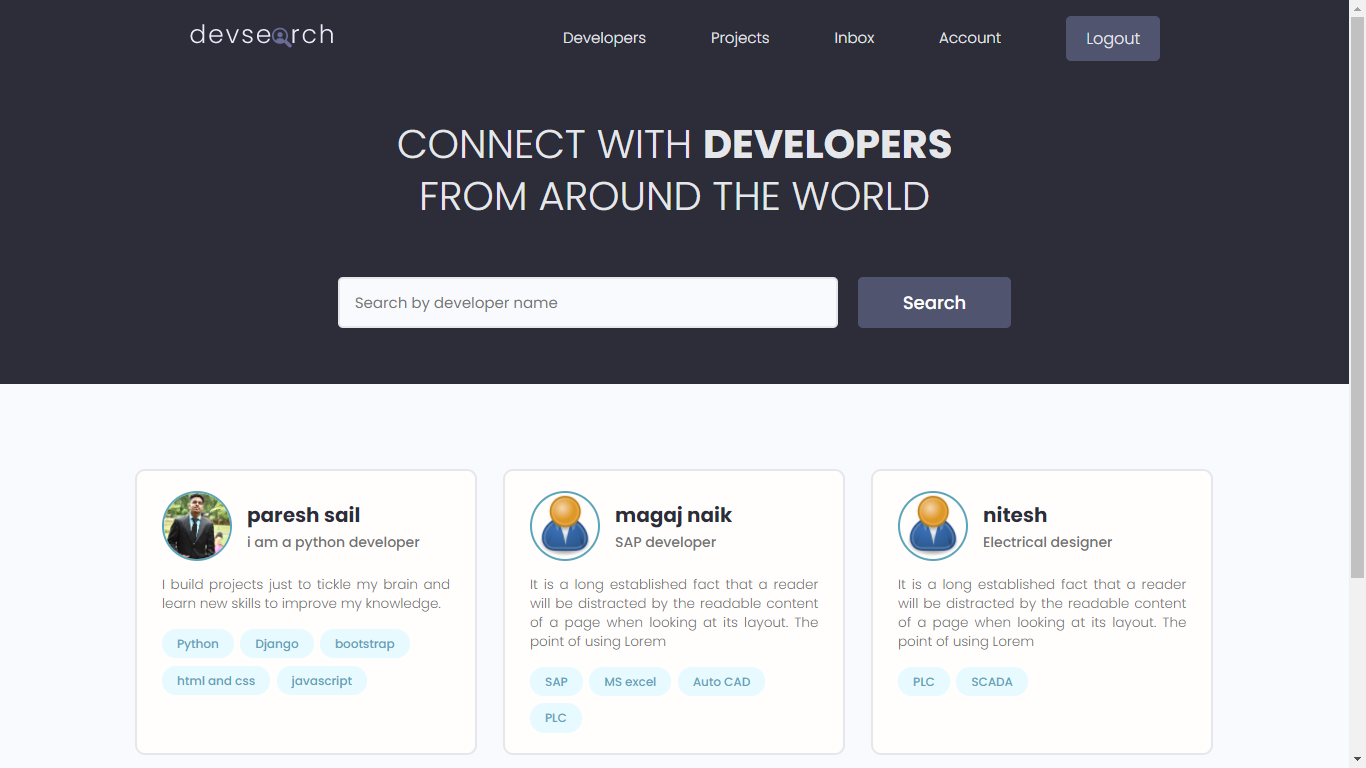 devsearch
Developers
Projects
Inbox
Account
Logout
CONNECT WITH DEVELOPERS
FROM AROUND THE WORLD
Search by developer name
Search
paresh sail
i am a python developer
I build projects just to tickle my brain and
learn new skills to improve my knowledge.
Python
Django
bootstrap
html and css
javascript
magaj naik
SAP developer
It is a long established fact that a reader
will be distracted by the readable content
of a page when looking at its layout. The
point of using Lorem
SAP
MS excel
Auto CAD
PLC
nitesh
Electrical designer
It is a long established fact that a reader
will be distracted by the readable content
of a page when looking at its layout. The
point of using Lorem
PLC
SCADA